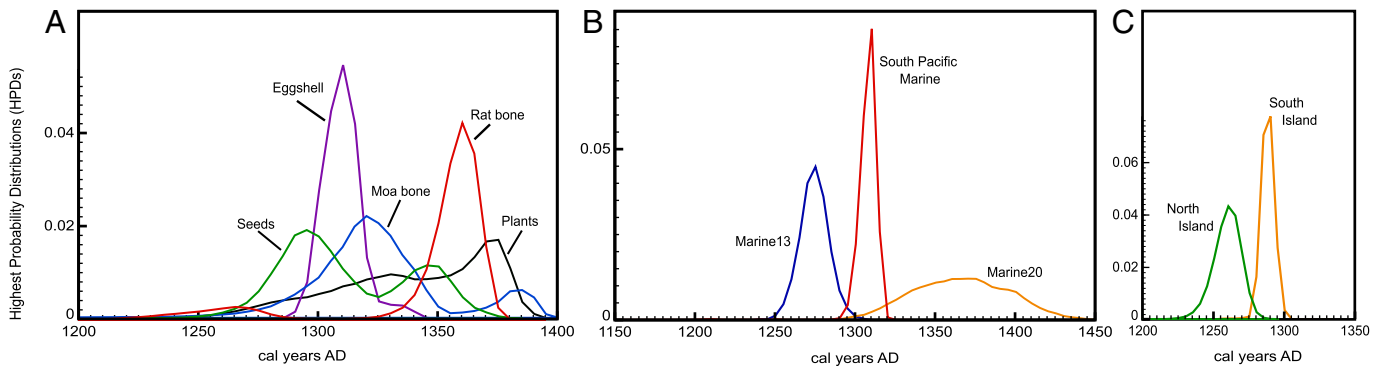 A
Highest Probability Distributions (HPDs)
0.04
0.02
0
1200
1250
1300
1350
1400
cal years AD
Eggshell
Rat bone
Moa bone
Seeds
Plants
B
0.05
0
1150
1200
1250
1300
1350
1400
1450
cal years AD
South Pacific
Marine
Marine13
Marine20
C
0.06
0.04
0.02
0
1200
1250
1300
1350
cal years AD
South
Island
North
Island